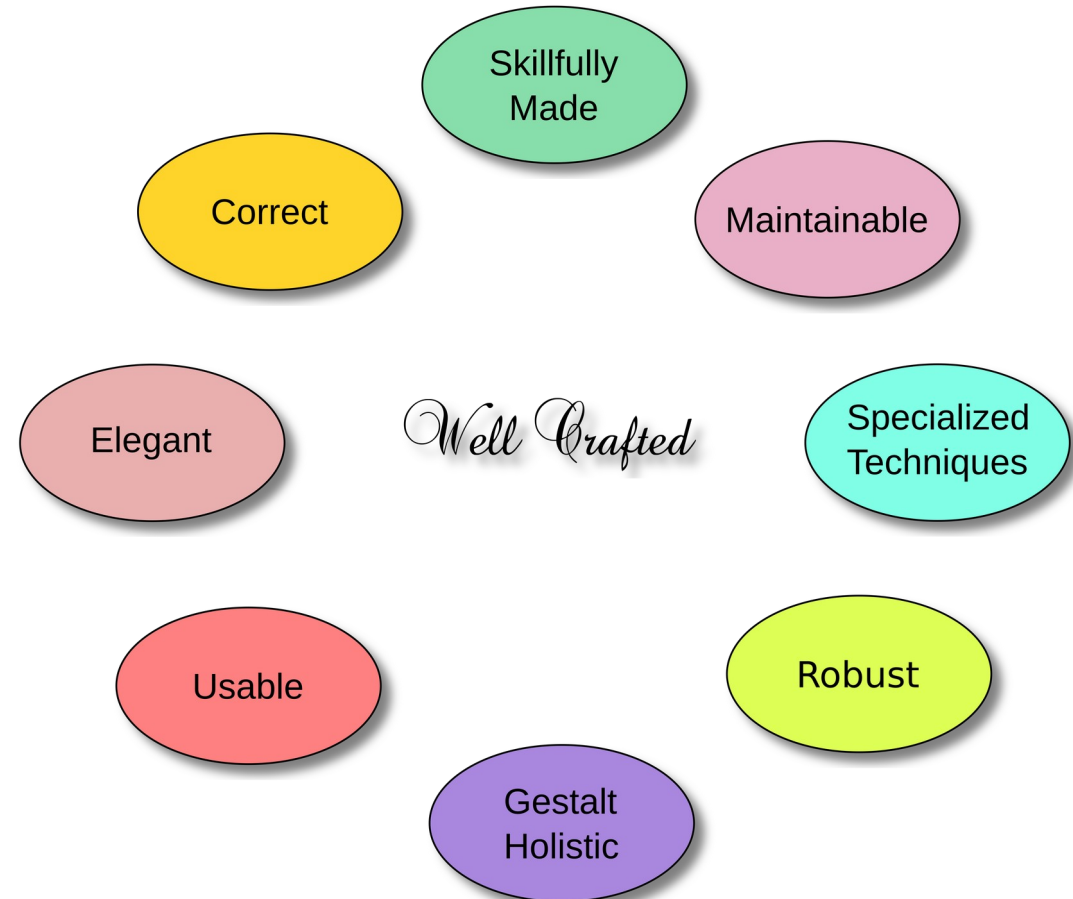 Skillfully
Made
Correct
Maintainable
Elegant
Well Crafted
Specialized
Techniques
Usable
Robust
Gestalt
Holistic